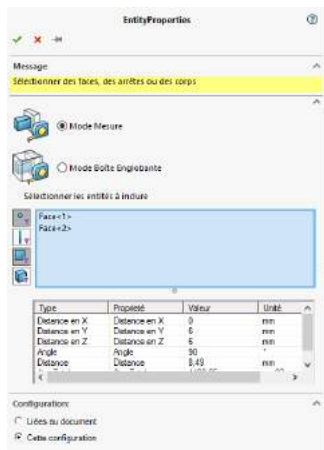 EntityProperties
Message
Sélectionner des faces, des arrêtes ou des corps
Mode Mesure
Mode Boîte Englobante
Sélectionner les entités à inclure
Face<1>
Face<2>
Type Propriété Valeur Unité
Distance en X Distance en X 0 mm
Distance en Y Distance en Y 6 mm
Distance en Z Distance en Z 6 mm
Angle Angle 90 °
Distance Distance 8,49 mm
Configurations
Liées au document
Cette configuration